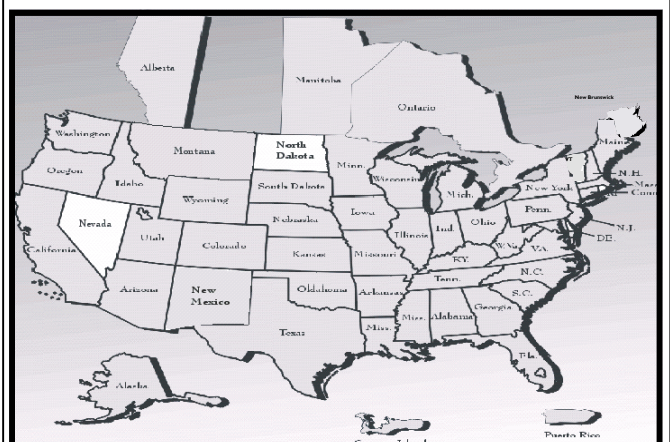 Alberta
Manitoba
Ontario
New Brunswick
Washington
Montana
North
Dakota
Minn.
Maine
Oregon
Idaho
Wyoming
South Dakota
Wisconsin
Mich.
New York
N.H.
Nevada
Utah
Colorado
Nebraska
Iowa
Illinois
Ind.
Ohio
Penn.
N.J.
DE.
California
Kansas
Missouri
KY.
W.Va
VA.
Arizona
New
Mexico
Oklahoma
Arkansas
Tenn.
N.C.
S.C.
Texas
Miss.
Miss.
Alabama
Georgia
Fla.
Alaska
Puerto Rico